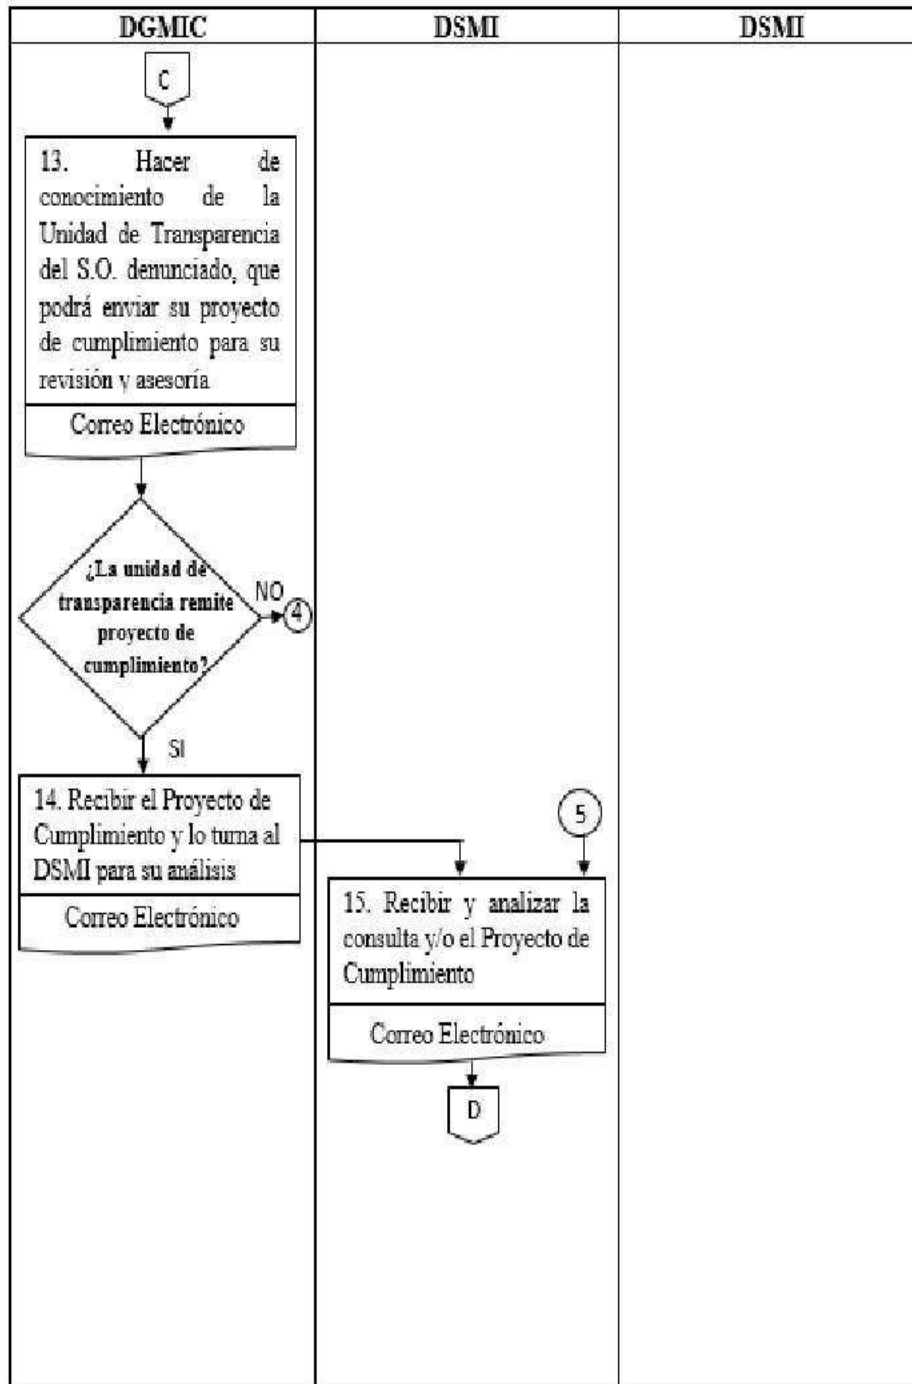 DGMIC
DSMI
DSMI
C
13. Hacer de
conocimiento de la
Unidad de Transparencia
del S.O. denunciado, que
podrá enviar su proyecto
de cumplimiento para su
revisión y asesoría
Correo Electrónico
¿La unidad de
transparencia remite
proyecto de
cumplimiento?
NO
4
SI
14. Recibir el Proyecto de
Cumplimiento y lo turna al
DSMI para su análisis
Correo Electrónico
5
15. Recibir y analizar la
consulta y/o el Proyecto de
Cumplimiento
Correo Electrónico
D